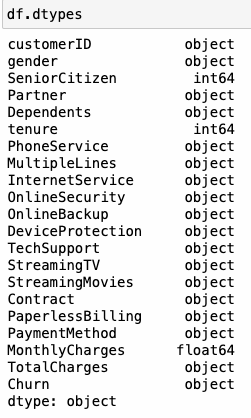 df.dtypes
customerID object
gender object
SeniorCitizen int64
Partner object
Dependents object
tenure int64
PhoneService object
MultipleLines object
InternetService object
OnlineSecurity object
OnlineBackup object
DeviceProtection object
TechSupport object
StreamingTV object
StreamingMovies object
Contract object
PaperlessBilling object
PaymentMethod object
MonthlyCharges float64
TotalCharges object
Churn object
dtype: object